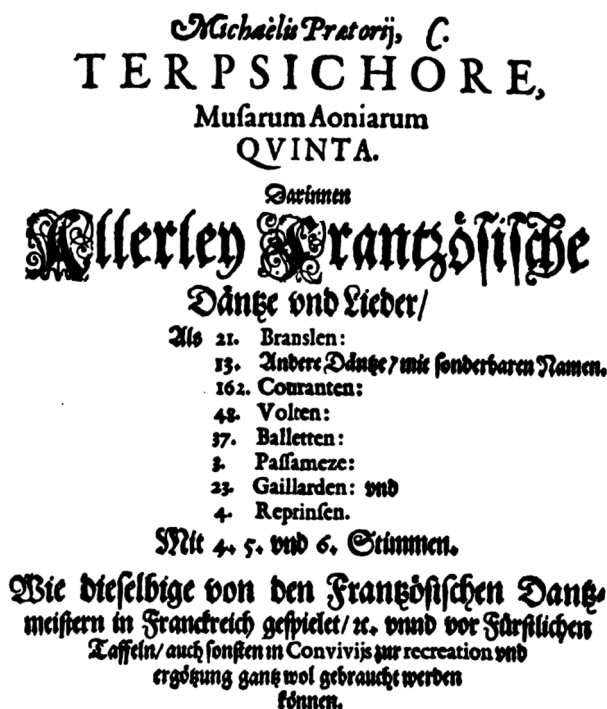 Michaëlis Prætorij, C.
TERPSICHORE,
Muſarum Aoniarum
QVINTA.
Darinnen
Allerley Frantzöſiſche
Däntze vnd Lieder/
Als 21. Branslen:
13. Andere Däntze/ mit ſonderbaren Namen.
162. Couranten:
48. Volten:
37. Balletten:
3. Paſſameze:
23. Gaillarden: vnd
4. Reprinſen.
Mit 4. 5. vnd 6. Stimmen.
Wie dieſelbige von den Frantzöſiſchen Dantz-
meiſtern in Franckreich geſpielet/ ꝛc. vnnd vor Fürſtlichen
Taffeln/ auch ſonſten in Convivijs zur recreation vnd
ergötzung gantz wol gebraucht werden
können.